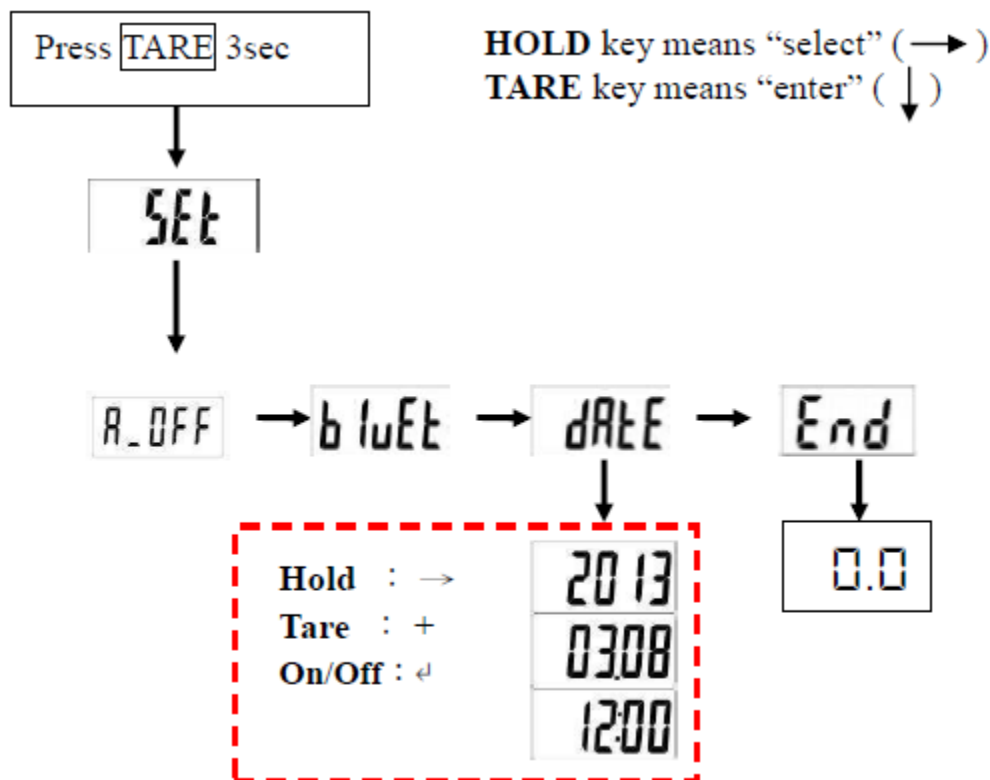 Press TARE 3sec
HOLD key means “select” ( → )
TARE key means “enter” ( ↓ )
SEt
A_OFF
bluEt
dAtE
End
Hold : →
Tare : +
On/Off : ↵
2013
03.08
12:00
0.0